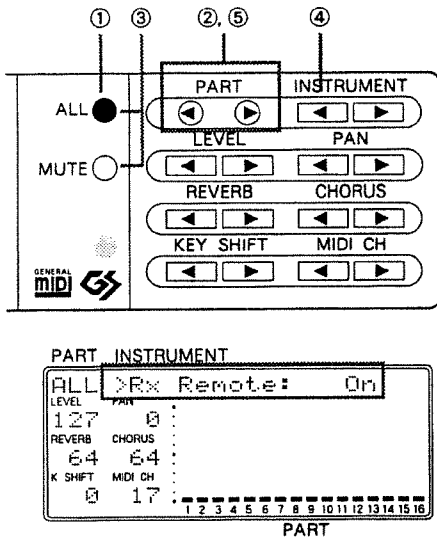 ① ③ ②, ⑤ ④
PART INSTRUMENT
ALL
LEVEL PAN
MUTE
REVERB CHORUS
KEY SHIFT MIDI CH
GENERAL
MIDI GS
PART INSTRUMENT
ALL >Rx Remote: On
LEVEL PAN
127 0
REVERB CHORUS
64 64
K SHIFT MIDI CH
0 17
1 2 3 4 5 6 7 8 9 10 11 12 13 14 15 16
PART